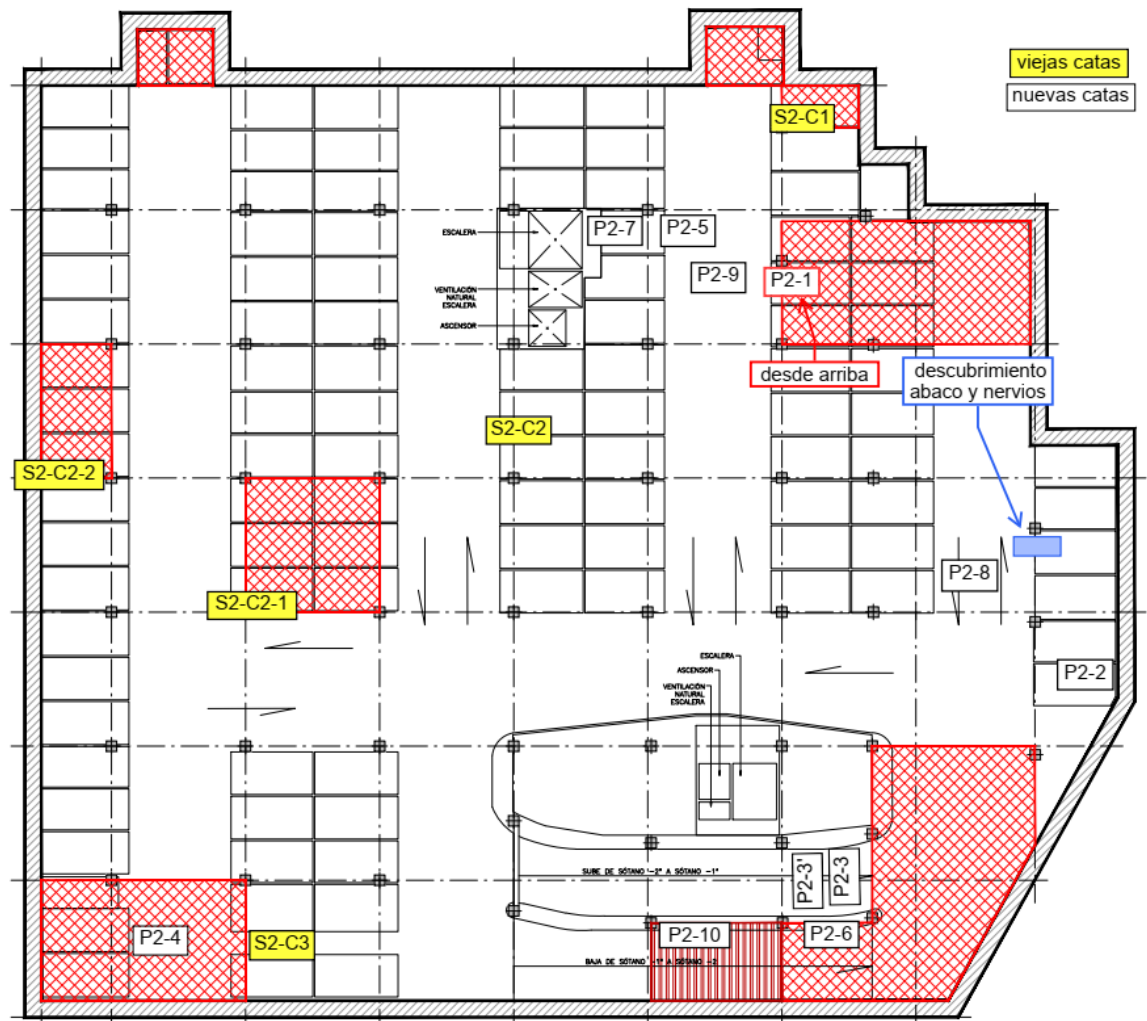 viejas catas
nuevas catas
S2-C1
ESCALERA
P2-7
P2-5
P2-9
P2-1
VENTILACIÓN
NATURAL
ESCALERA
ASCENSOR
desde arriba
descubrimiento
abaco y nervios
S2-C2
S2-C2-2
P2-8
S2-C2-1
ESCALERA
ASCENSOR
VENTILACIÓN
NATURAL
ESCALERA
P2-2
SUBE DE SÓTANO "-2" A SÓTANO -1"
P2-3'
P2-3
P2-4
S2-C3
P2-10
P2-6
BAJA DE SÓTANO "-1" A SÓTANO -2